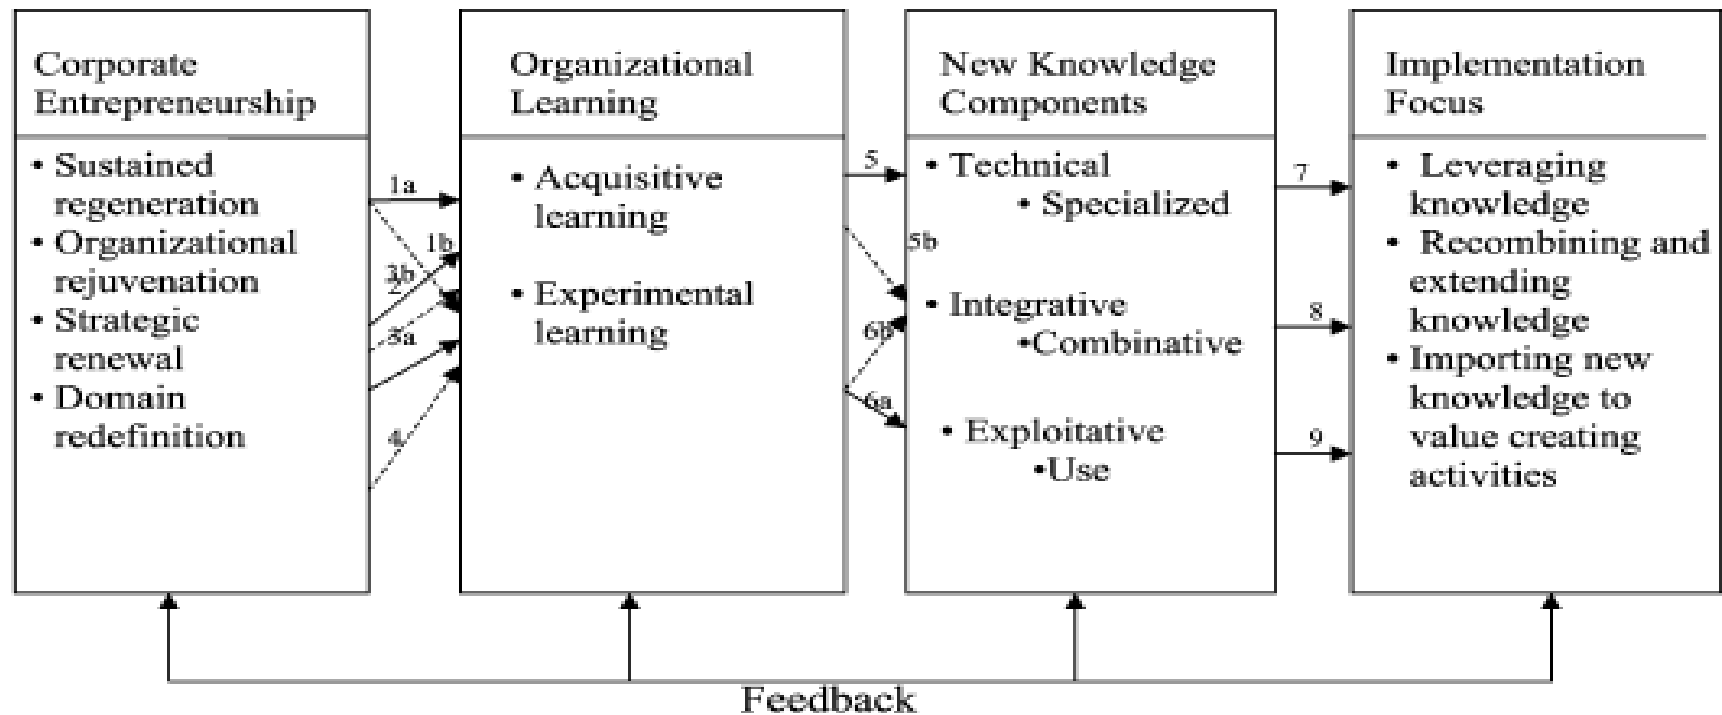 Corporate
Entrepreneurship
• Sustained
regeneration
• Organizational
rejuvenation
• Strategic
renewal
• Domain
redefinition
1a
1b
3b
2
3a
4
Organizational
Learning
• Acquisitive
learning
• Experimental
learning
5
5b
6b
6a
New Knowledge
Components
• Technical
• Specialized
• Integrative
•Combinative
• Exploitative
•Use
7
8
9
Implementation
Focus
• Leveraging
knowledge
• Recombining and
extending
knowledge
• Importing new
knowledge to
value creating
activities
Feedback